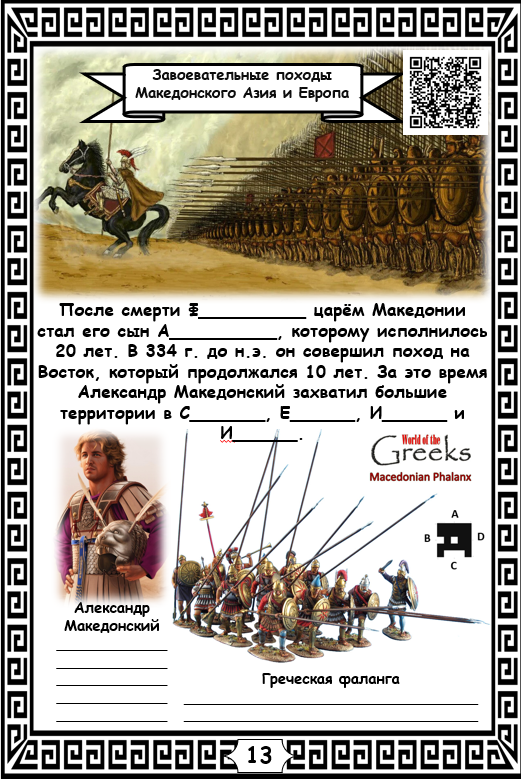 Завоевательные походы
Македонского Азия и Европа
После смерти Ф__________ царём Македонии
стал его сын А__________, которому исполнилось
20 лет. В 334 г. до н.э. он совершил поход на
Восток, который продолжался 10 лет. За это время
Александр Македонский захватил большие
территории в С_______, Е______, И______ и
И______.
World of the
Greeks
Macedonian Phalanx
A
B
D
C
Александр
Македонский
Греческая фаланга
13